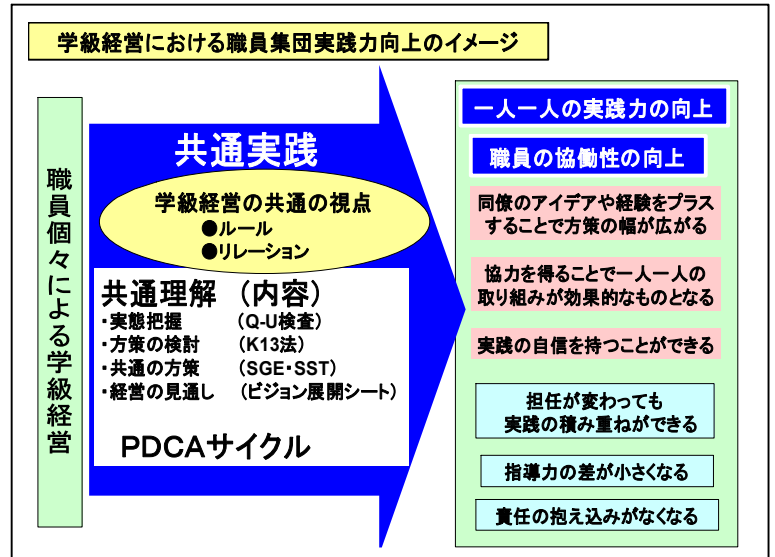 学級経営における職員集団実践力向上のイメージ
職員個々による学級経営
共通実践
学級経営の共通の視点
●ルール
●リレーション
共通理解 （内容）
・実態把握 （Q-U検査）
・方策の検討 （K13法）
・共通の方策 （SGE・SST）
・経営の見通し （ビジョン展開シート）
PDCAサイクル
一人一人の実践力の向上
職員の協働性の向上
同僚のアイデアや経験をプラス
することで方策の幅が広がる
協力を得ることで一人一人の
取り組みが効果的なものとなる
実践の自信を持つことができる
担任が変わっても
実践の積み重ねができる
指導力の差が小さくなる
責任の抱え込みがなくなる